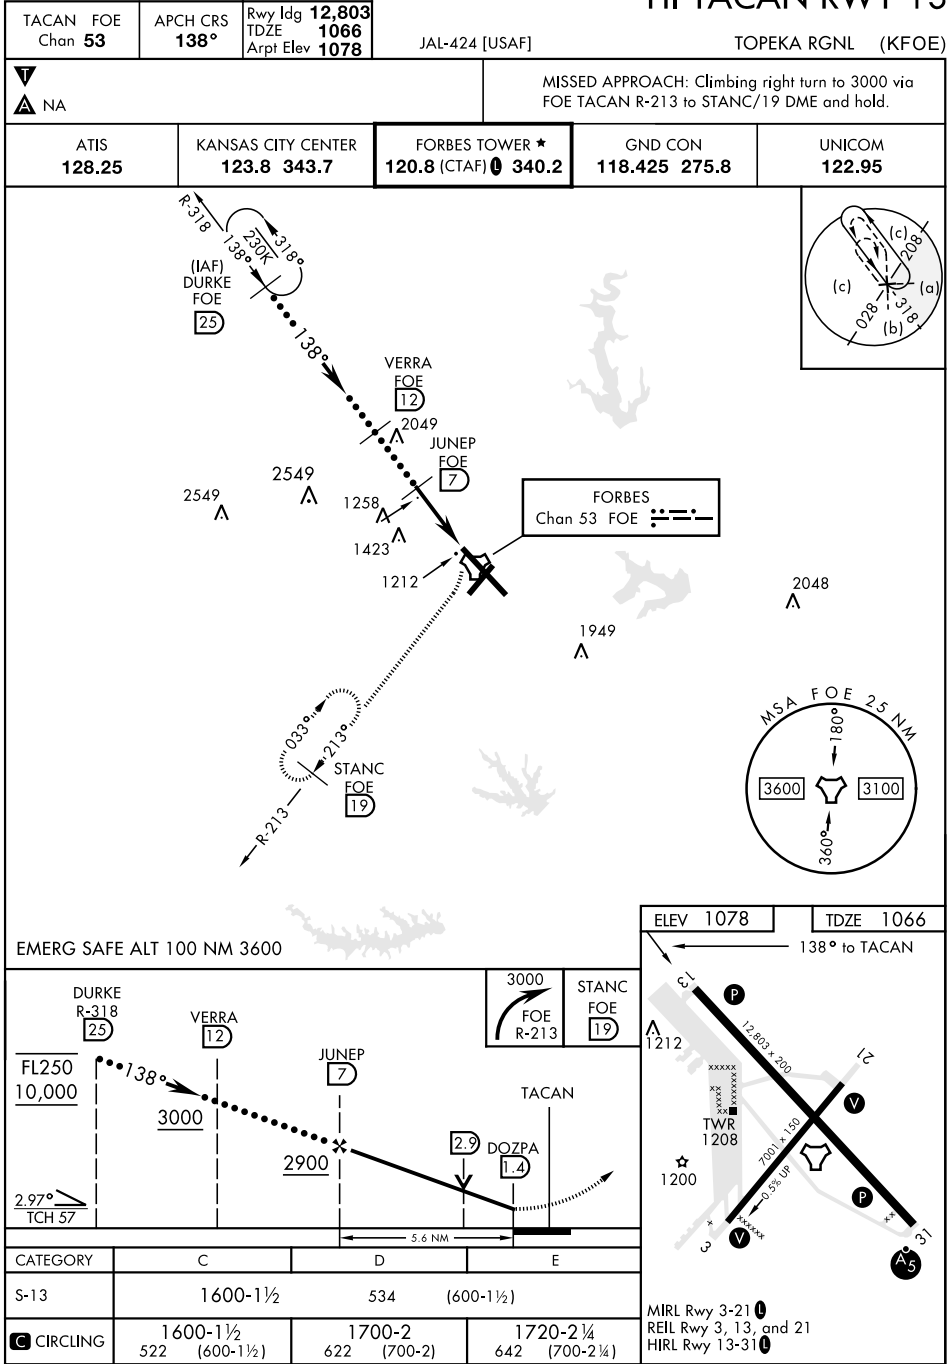 HI-TACAN RWY 13
TACAN FOE
Chan 53
APCH CRS
138°
Rwy ldg 12,803
TDZE 1066
Arpt Elev 1078
JAL-424 [USAF]
TOPEKA RGNL (KFOE)
T
A NA
MISSED APPROACH: Climbing right turn to 3000 via
FOE TACAN R-213 to STANC/19 DME and hold.
ATIS
128.25
KANSAS CITY CENTER
123.8 343.7
FORBES TOWER ★
120.8 (CTAF) L 340.2
GND CON
118.425 275.8
UNICOM
122.95
R-318
138°
230K
318°
(IAF)
DURKE
FOE
25
138°
VERRA
FOE
12
2049
JUNEP
FOE
7
2549
2549
1258
1423
1212
FORBES
Chan 53 FOE
2048
1949
(c)
208
(c)
(a)
028
318
(b)
033°
213°
STANC
FOE
19
R-213
MSA FOE 25 NM
180°
3600
3100
360°
EMERG SAFE ALT 100 NM 3600
ELEV 1078
TDZE 1066
138° to TACAN
13
P
12,803 x 200
21
1212
V
TWR
1208
7001 x 150
0.5% UP
1200
P
3
V
31
A5
MIRL Rwy 3-21 L
REIL Rwy 3, 13, and 21
HIRL Rwy 13-31 L
3000
FOE
R-213
STANC
FOE
19
DURKE
R-318
25
VERRA
12
JUNEP
7
FL250
10,000
138°
3000
2900
TACAN
2.9
DOZPA
1.4
2.97°
TCH 57
5.6 NM
CATEGORY C D E
S-13 1600-1½ 534 (600-1½)
C CIRCLING
1600-1½
522 (600-1½)
1700-2
622 (700-2)
1720-2¼
642 (700-2¼)